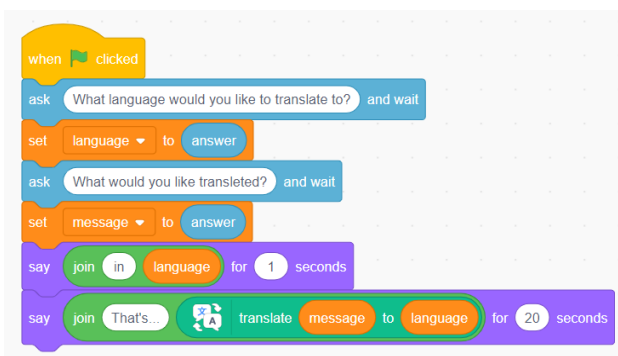 when clicked
ask What language would you like to translate to? and wait
set language to answer
ask What would you like transleted? and wait
set message to answer
say join in language for 1 seconds
say join That's... translate message to language for 20 seconds